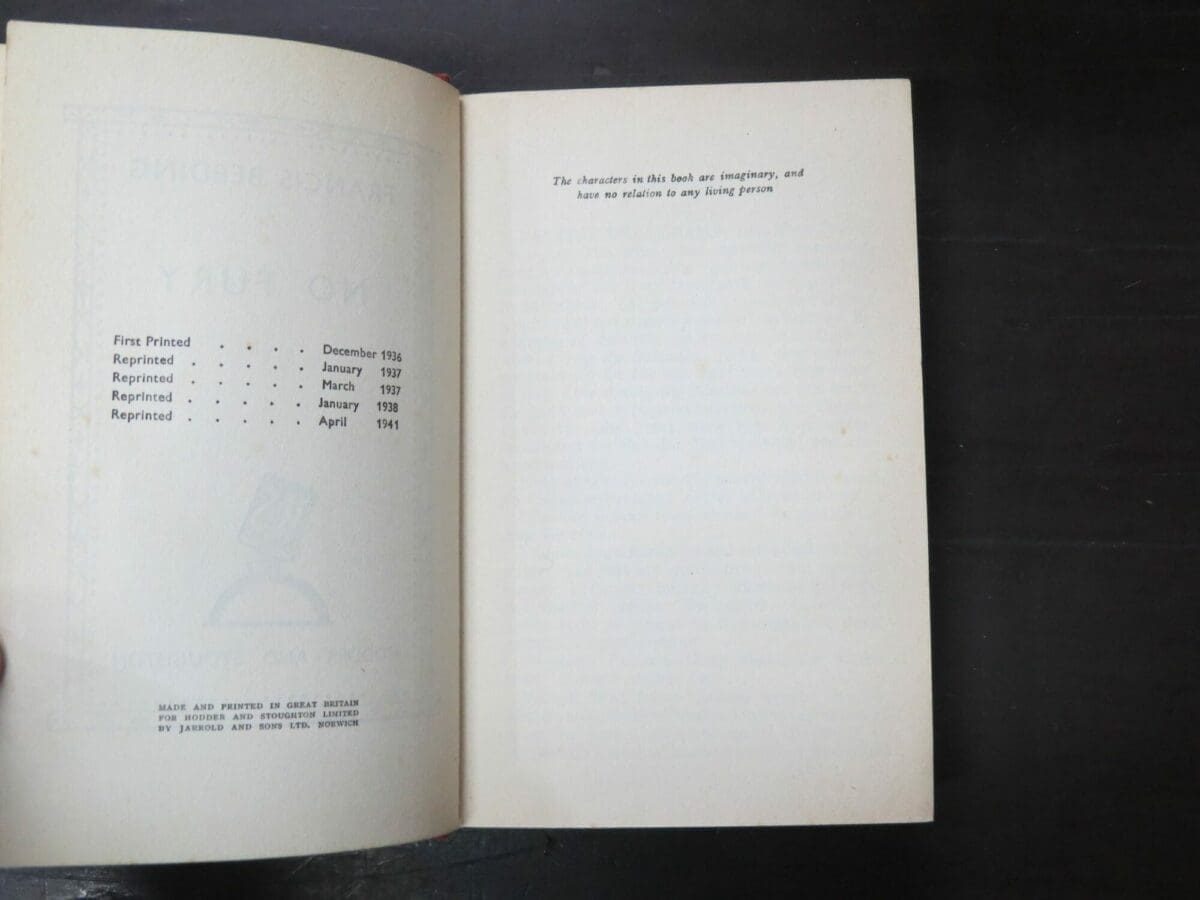 First Printed . . . . December 1936
Reprinted . . . . . January 1937
Reprinted . . . . . March 1937
Reprinted . . . . . January 1938
Reprinted . . . . . April 1941
MADE AND PRINTED IN GREAT BRITAIN
FOR HODDER AND STOUGHTON LIMITED
BY JARROLD AND SONS LTD. NORWICH
The characters in this book are imaginary, and
have no relation to any living person